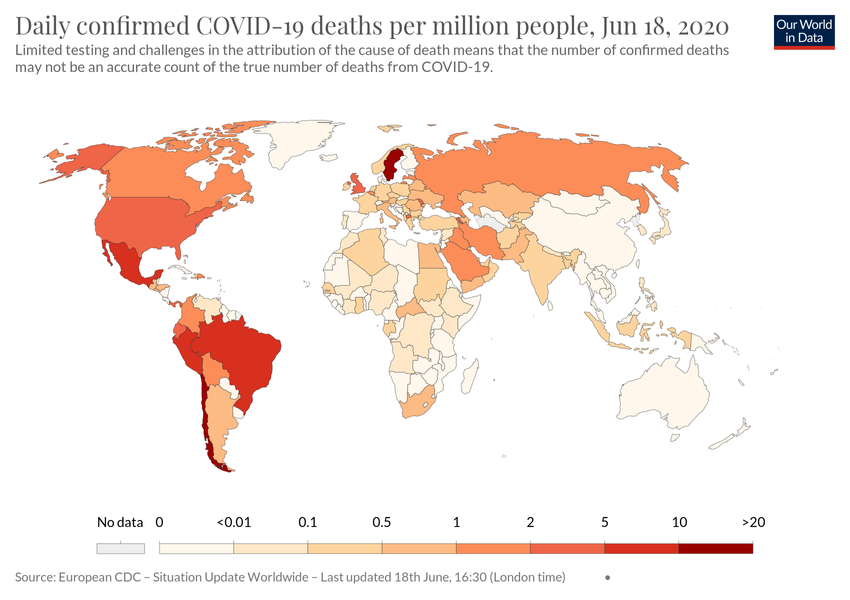 Daily confirmed COVID-19 deaths per million people, Jun 18, 2020
Our World
in Data
Limited testing and challenges in the attribution of the cause of death means that the number of confirmed deaths
may not be an accurate count of the true number of deaths from COVID-19.
No data 0 <0.01 0.1 0.5 1 2 5 10 >20
Source: European CDC – Situation Update Worldwide – Last updated 18th June, 16:30 (London time) •